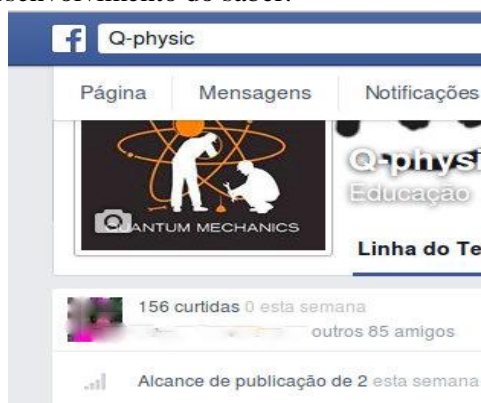 Q-physic
Página Mensagens Notificações
Q-physi
Educação
QUANTUM MECHANICS
Linha do Te
156 curtidas 0 esta semana
outros 85 amigos
Alcance de publicação de 2 esta semana